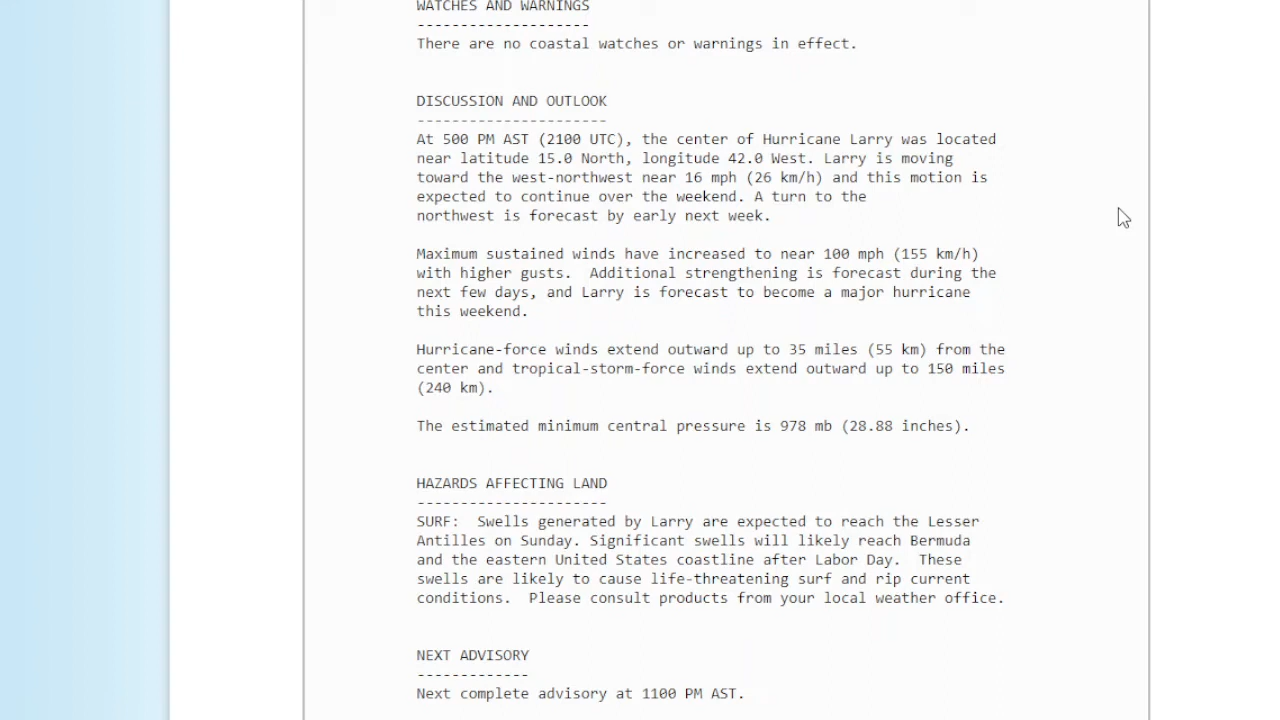 WATCHES AND WARNINGS
--------------------
There are no coastal watches or warnings in effect.
DISCUSSION AND OUTLOOK
----------------------
At 500 PM AST (2100 UTC), the center of Hurricane Larry was located
near latitude 15.0 North, longitude 42.0 West. Larry is moving
toward the west-northwest near 16 mph (26 km/h) and this motion is
expected to continue over the weekend. A turn to the
northwest is forecast by early next week.
Maximum sustained winds have increased to near 100 mph (155 km/h)
with higher gusts.  Additional strengthening is forecast during the
next few days, and Larry is forecast to become a major hurricane
this weekend.
Hurricane-force winds extend outward up to 35 miles (55 km) from the
center and tropical-storm-force winds extend outward up to 150 miles
(240 km).
The estimated minimum central pressure is 978 mb (28.88 inches).
HAZARDS AFFECTING LAND
----------------------
SURF:  Swells generated by Larry are expected to reach the Lesser
Antilles on Sunday. Significant swells will likely reach Bermuda
and the eastern United States coastline after Labor Day.  These
swells are likely to cause life-threatening surf and rip current
conditions.  Please consult products from your local weather office.
NEXT ADVISORY
-------------
Next complete advisory at 1100 PM AST.